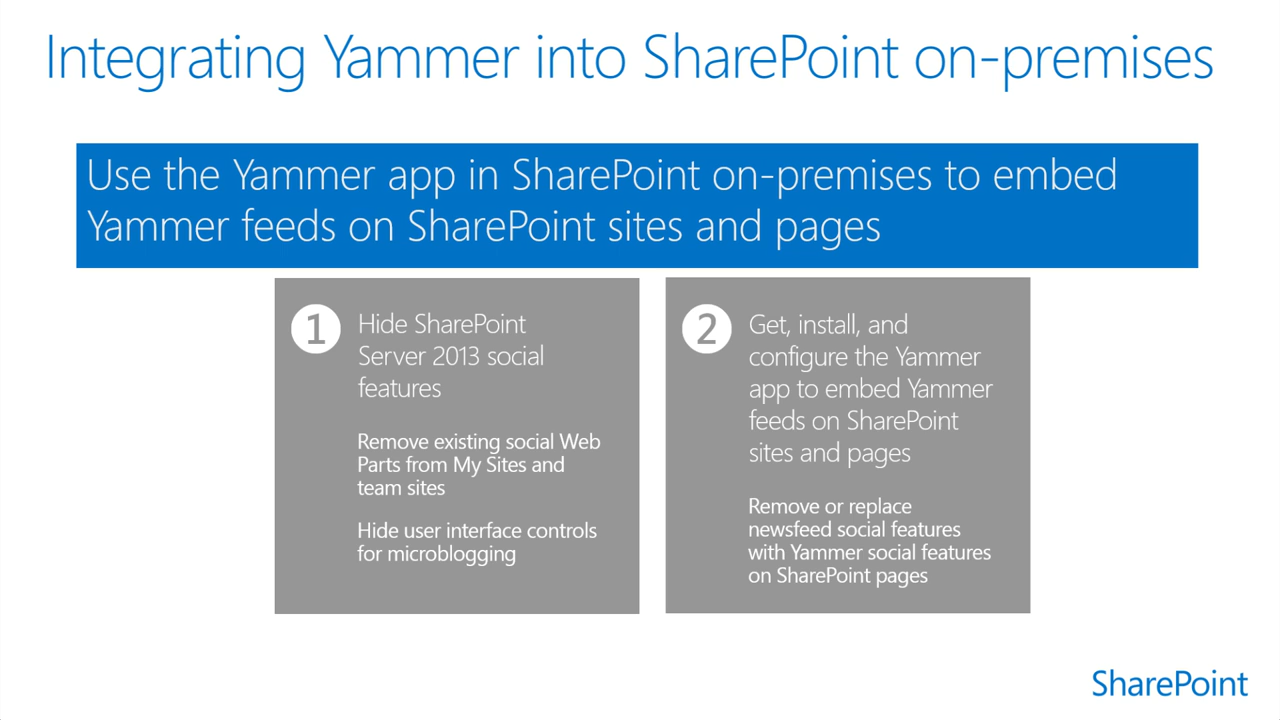 Integrating Yammer into SharePoint on-premises
Use the Yammer app in SharePoint on-premises to embed
Yammer feeds on SharePoint sites and pages
1
Hide SharePoint
Server 2013 social
features
Remove existing social Web
Parts from My Sites and
team sites
Hide user interface controls
for microblogging
2
Get, install, and
configure the Yammer
app to embed Yammer
feeds on SharePoint
sites and pages
Remove or replace
newsfeed social features
with Yammer social features
on SharePoint pages
SharePoint